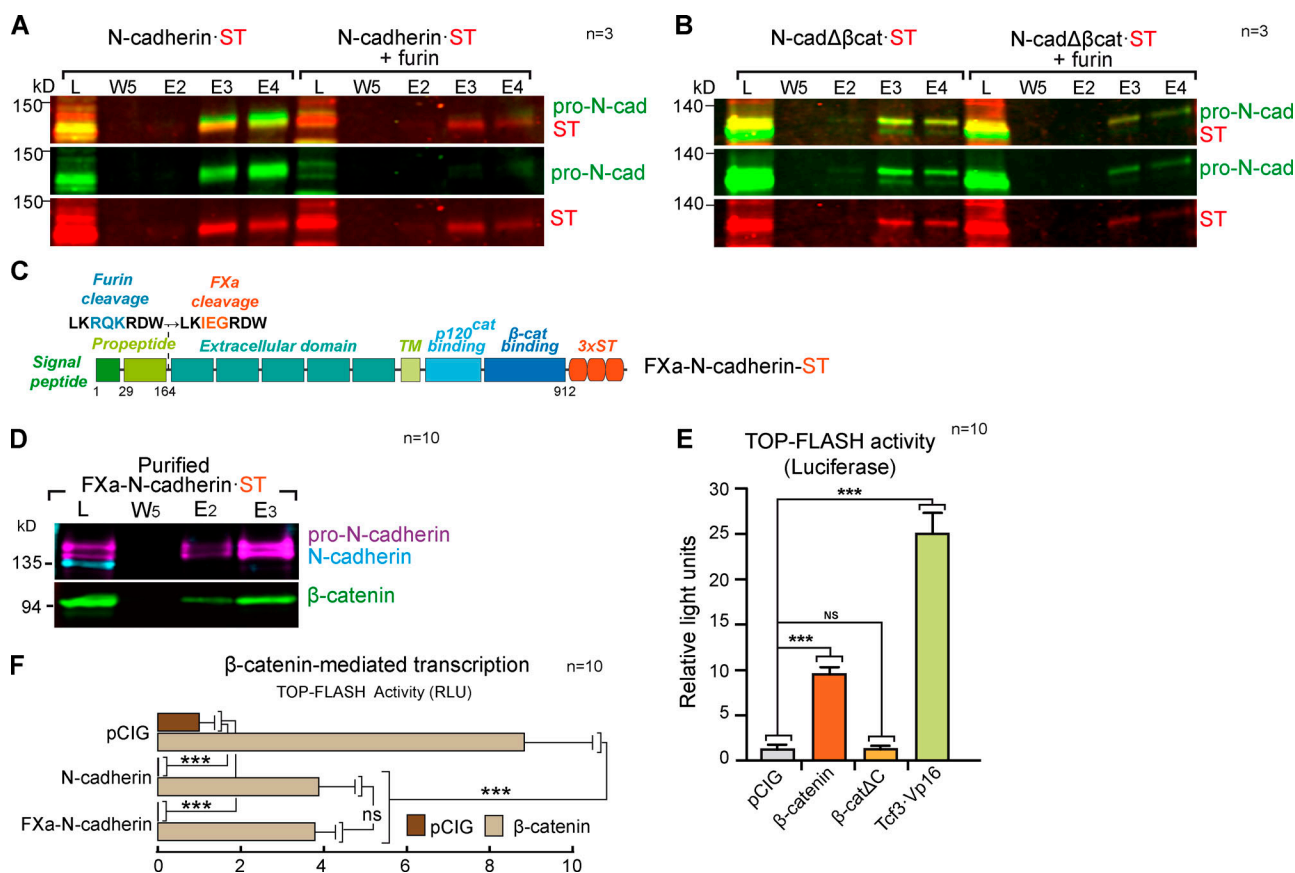 A
N-cadherin·ST
N-cadherin·ST
+ furin
n=3
kD L W5 E2 E3 E4 L W5 E2 E3 E4
150
pro-N-cad
ST
150
pro-N-cad
150
ST
B
N-cadΔβcat·ST
N-cadΔβcat·ST
+ furin
n=3
kD L W5 E2 E3 E4 L W5 E2 E3 E4
140
pro-N-cad
ST
140
pro-N-cad
140
ST
C
Furin
cleavage
FXa
cleavage
LKRQKRDW↔LKIEGRDW
Signal
peptide
Propeptide
Extracellular domain
TM
p120cat
binding
β-cat
binding
3xST
FXa-N-cadherin-ST
1 29 164 912
D
n=10
Purified
FXa-N-cadherin·ST
kD L W5 E2 E3
pro-N-cadherin
N-cadherin
135
β-catenin
94
E
TOP-FLASH activity
(Luciferase)
n=10
Relative light units
30
25
20
15
10
5
0
***
NS
***
pCIG β-catenin β-catΔC Tcf3·Vp16
F
β-catenin-mediated transcription
n=10
TOP-FLASH Activity (RLU)
pCIG
N-cadherin
***
***
FXa-N-cadherin
***
ns
pCIG β-catenin
0 2 4 6 8 10